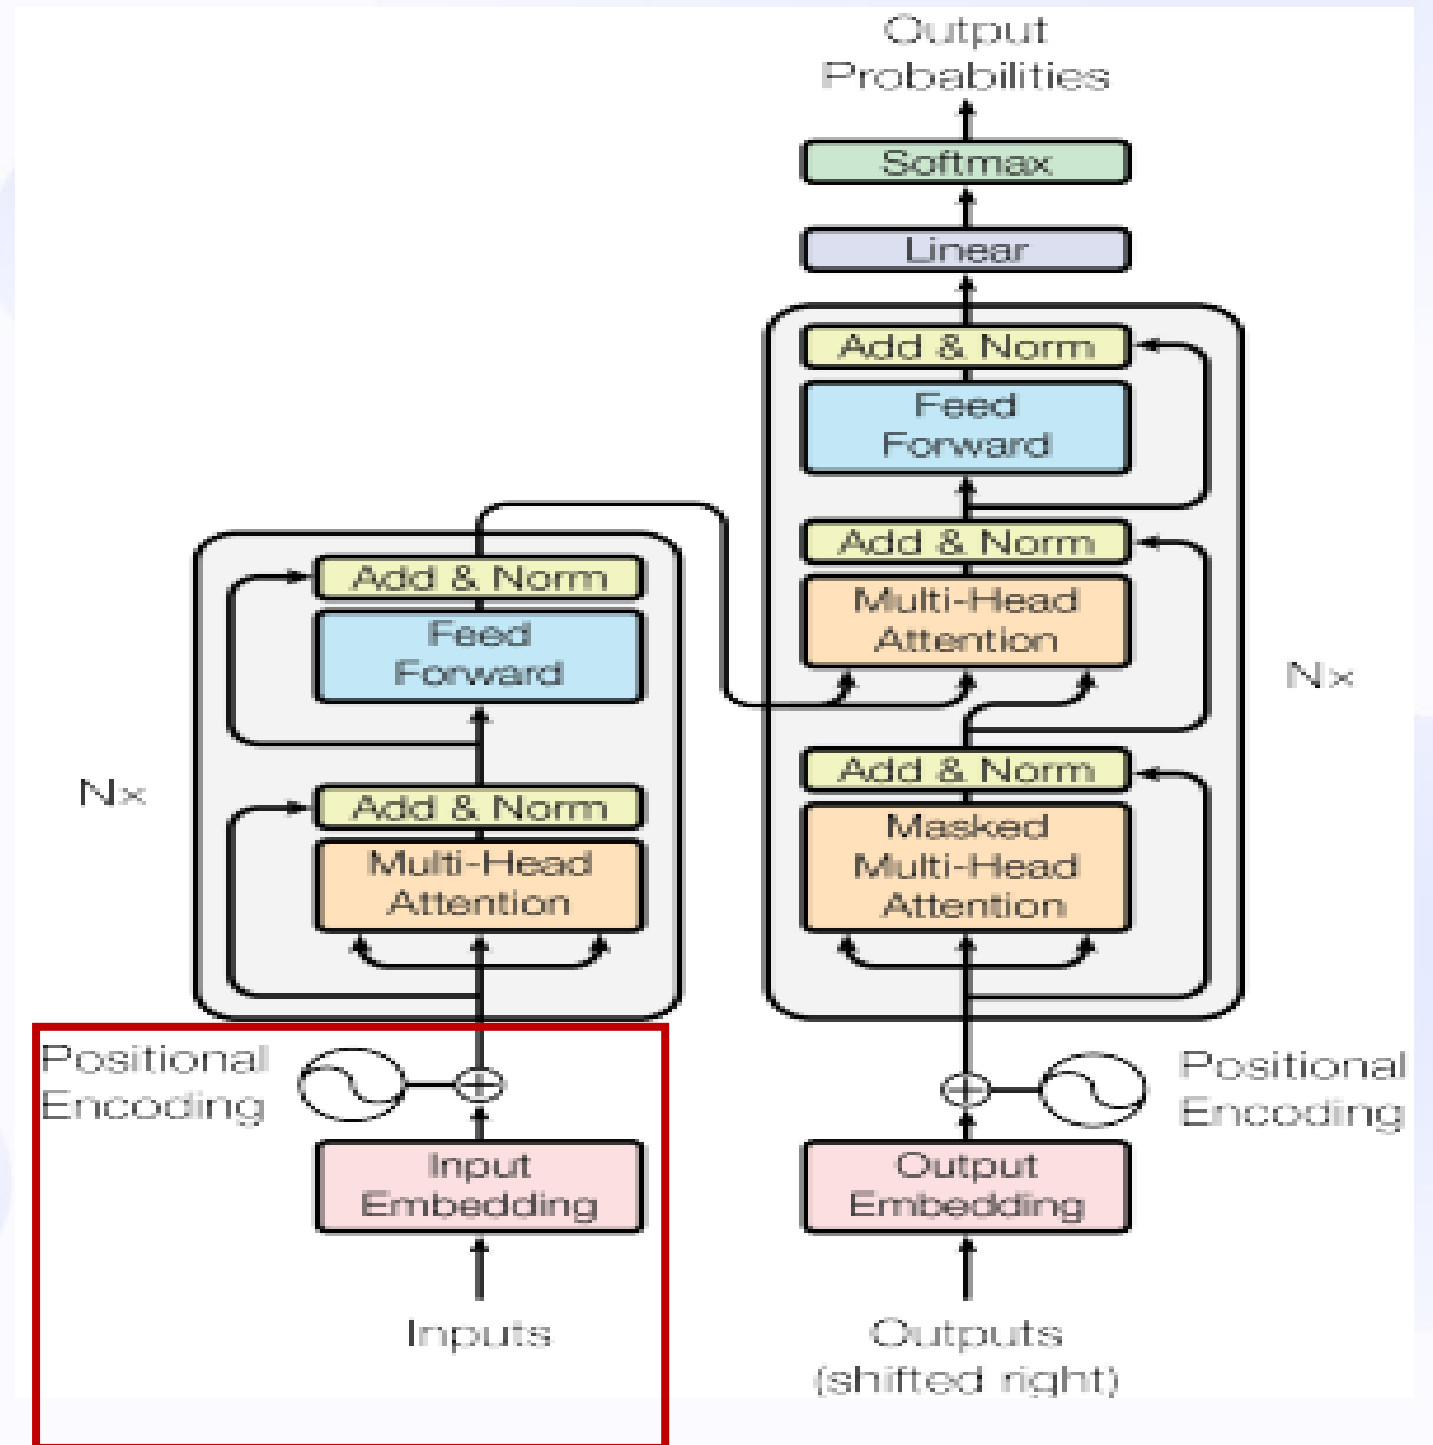 Output
Probabilities
Softmax
Linear
Add & Norm
Feed
Forward
Add & Norm
Multi-Head
Attention
Add & Norm
Masked
Multi-Head
Attention
Nx
Positional
Encoding
Output
Embedding
Outputs
(shifted right)
Add & Norm
Feed
Forward
Add & Norm
Multi-Head
Attention
Nx
Positional
Encoding
Input
Embedding
Inputs